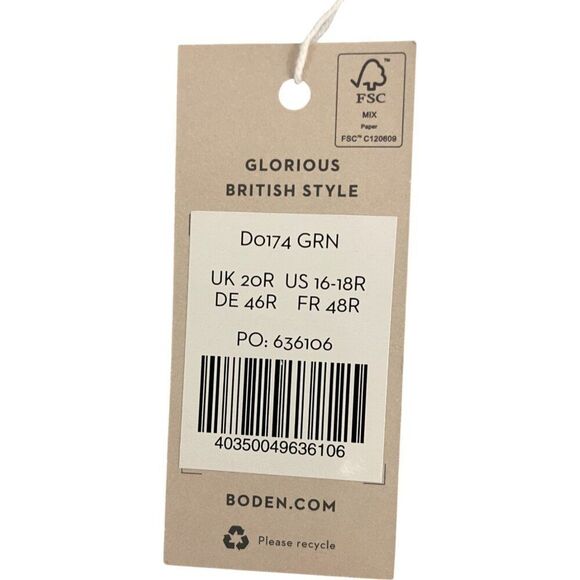 FSC™
MIX
Paper
FSC™ C120609
GLORIOUS
BRITISH STYLE
D0174 GRN
UK 20R US 16-18R
DE 46R FR 48R
PO: 636106
40350049636106
BODEN.COM
Please recycle